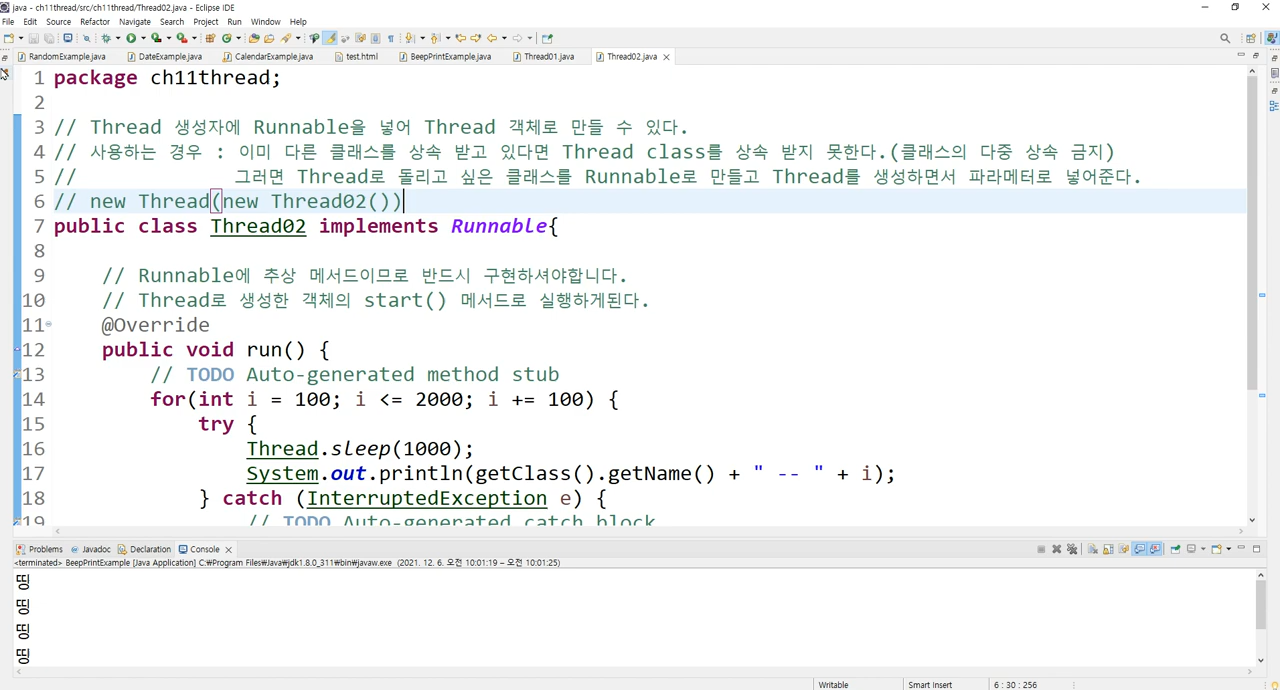 java - ch11thread/src/ch11thread/Thread02.java - Eclipse IDE
File Edit Source Refactor Navigate Search Project Run Window Help
RandomExample.java DateExample.java CalendarExample.java test.html BeepPrintExample.java Thread01.java Thread02.java
1 package ch11thread;
2
3 // Thread 생성자에 Runnable을 넣어 Thread 객체로 만들 수 있다.
4 // 사용하는 경우 : 이미 다른 클래스를 상속 받고 있다면 Thread class를 상속 받지 못한다.(클래스의 다중 상속 금지)
5 // 그러면 Thread로 돌리고 싶은 클래스를 Runnable로 만들고 Thread를 생성하면서 파라메터로 넣어준다.
6 // new Thread(new Thread02())
7 public class Thread02 implements Runnable{
8
9 // Runnable에 추상 메서드이므로 반드시 구현하셔야합니다.
10 // Thread로 생성한 객체의 start() 메서드로 실행하게된다.
11 @Override
12 public void run() {
13 // TODO Auto-generated method stub
14 for(int i = 100; i <= 2000; i += 100) {
15 try {
16 Thread.sleep(1000);
17 System.out.println(getClass().getName() + " -- " + i);
18 } catch (InterruptedException e) {
19 // TODO Auto-generated catch block
Problems Javadoc Declaration Console
<terminated> BeepPrintExample [Java Application] C:₩Program Files₩Java₩jdk1.8.0_311₩bin₩javaw.exe (2021. 12. 6. 오전 10:01:19 – 오전 10:01:25)
띵
띵
띵
띵
Writable Smart Insert 6 : 30 : 256